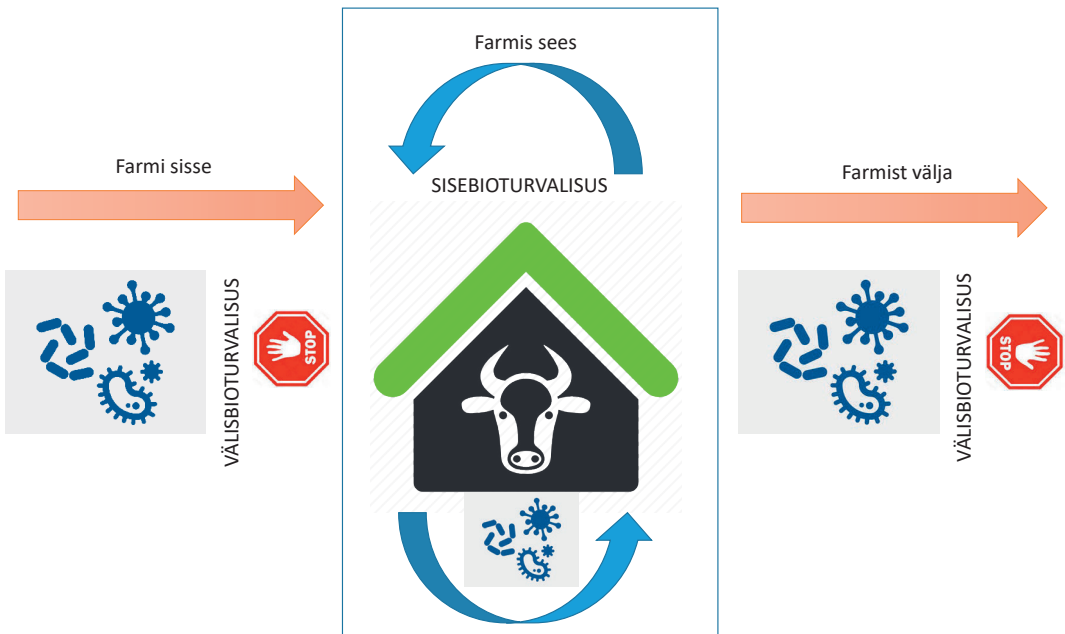 Farmis sees
Farmi sisse
SISEBIOTURVALISUS
Farmist välja
VÄLISBIOTURVALISUS
STOP
VÄLISBIOTURVALISUS
STOP